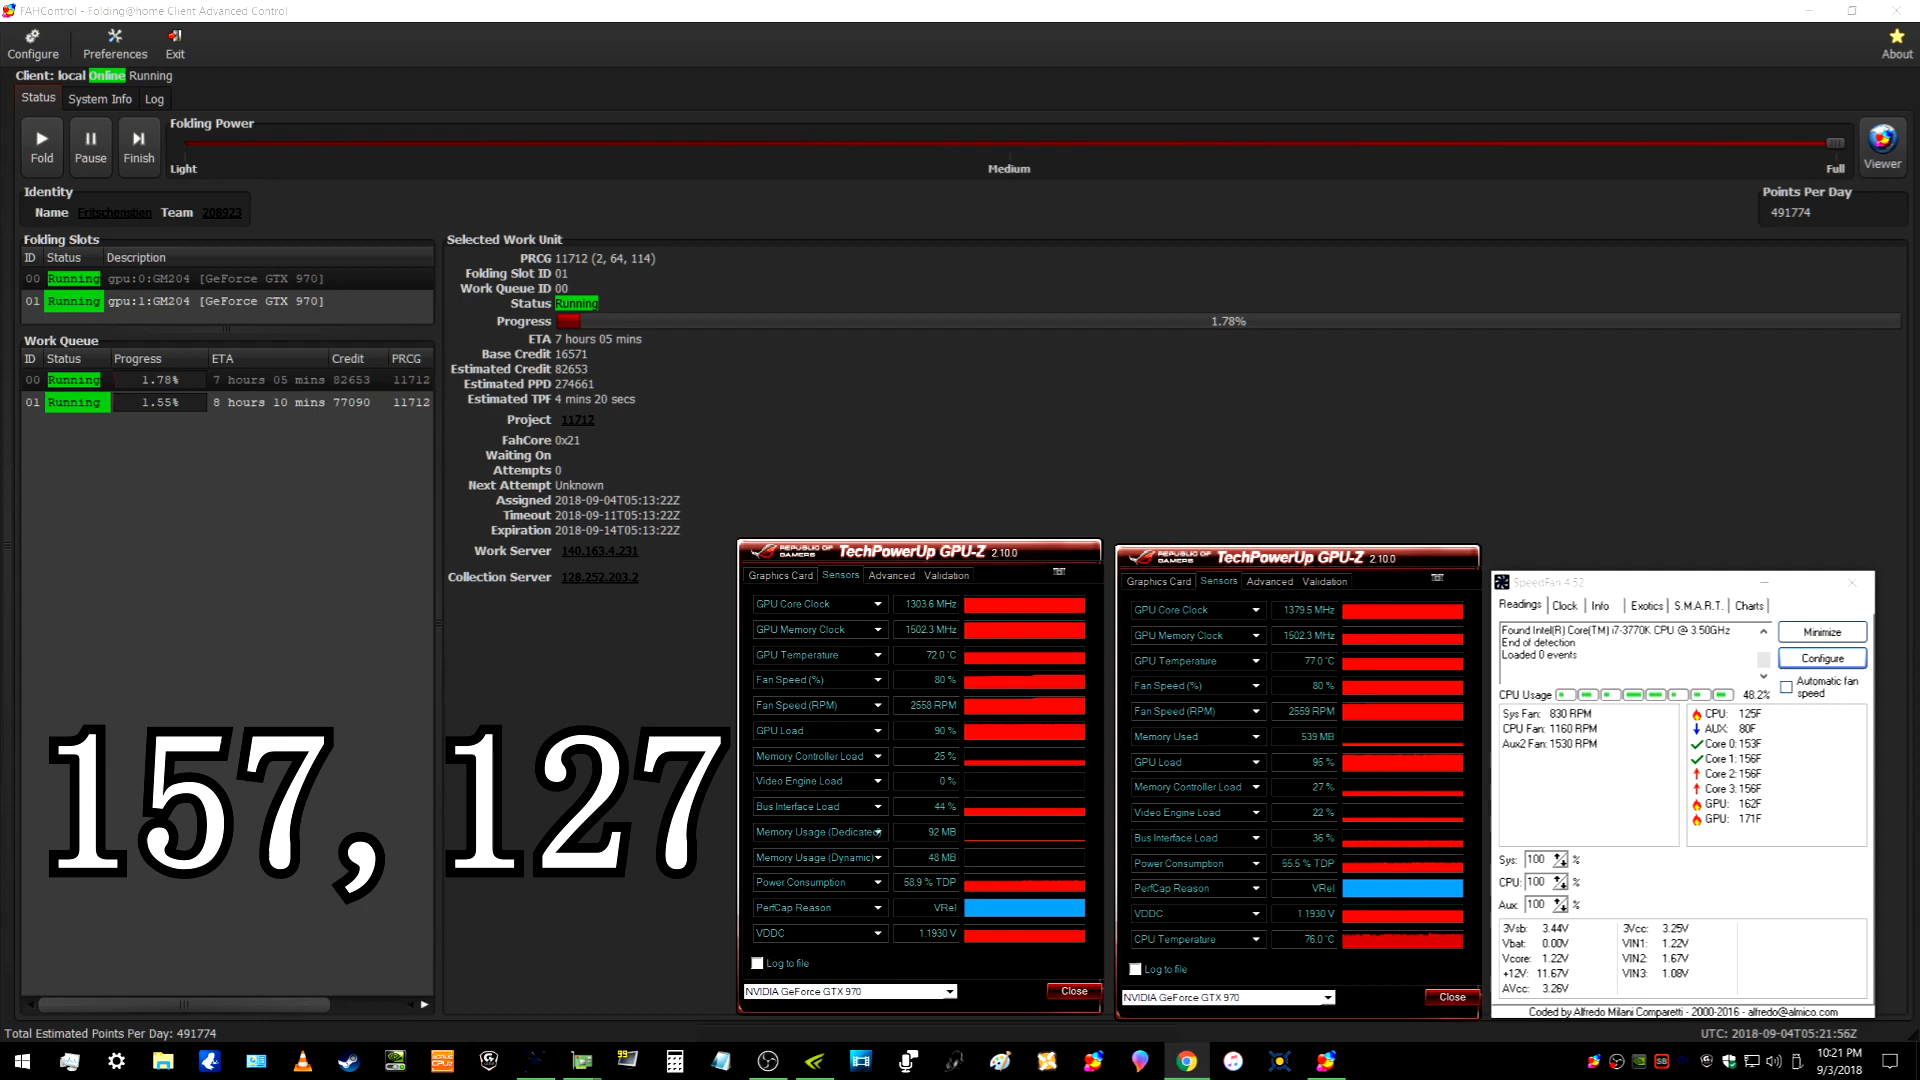 FAHControl - Folding@home Client Advanced Control
Configure Preferences Exit About
Client: local Online Running
Status System Info Log
Fold Pause Finish
Folding Power
Light Medium Full
Viewer
Identity
Name Fritschenstien Team 208923
Points Per Day
491774
Folding Slots
ID Status Description
00 Running gpu:0:GM204 [GeForce GTX 970]
01 Running gpu:1:GM204 [GeForce GTX 970]
Work Queue
ID Status Progress ETA Credit PRCG
00 Running 1.78% 7 hours 05 mins 82653 11712
01 Running 1.55% 8 hours 10 mins 77090 11712
Selected Work Unit
PRCG 11712 (2, 64, 114)
Folding Slot ID 01
Work Queue ID 00
Status Running
Progress 1.78%
ETA 7 hours 05 mins
Base Credit 16571
Estimated Credit 82653
Estimated PPD 274661
Estimated TPF 4 mins 20 secs
Project 11712
FahCore 0x21
Waiting On
Attempts 0
Next Attempt Unknown
Assigned 2018-09-04T05:13:22Z
Timeout 2018-09-11T05:13:22Z
Expiration 2018-09-14T05:13:22Z
Work Server 140.163.4.231
Collection Server 128.252.203.2
157, 127
REPUBLIC OF GAMERS TechPowerUp GPU-Z 2.10.0
Graphics Card Sensors Advanced Validation
GPU Core Clock 1303.6 MHz
GPU Memory Clock 1502.3 MHz
GPU Temperature 72.0 °C
Fan Speed (%) 80 %
Fan Speed (RPM) 2558 RPM
GPU Load 90 %
Memory Controller Load 25 %
Video Engine Load 0 %
Bus Interface Load 44 %
Memory Usage (Dedicated) 92 MB
Memory Usage (Dynamic) 48 MB
Power Consumption 58.9 % TDP
PerfCap Reason VRel
VDDC 1.1930 V
Log to file
NVIDIA GeForce GTX 970 Close
REPUBLIC OF GAMERS TechPowerUp GPU-Z 2.10.0
Graphics Card Sensors Advanced Validation
GPU Core Clock 1379.5 MHz
GPU Memory Clock 1502.3 MHz
GPU Temperature 77.0 °C
Fan Speed (%) 80 %
Fan Speed (RPM) 2559 RPM
Memory Used 539 MB
GPU Load 95 %
Memory Controller Load 27 %
Video Engine Load 22 %
Bus Interface Load 36 %
Power Consumption 55.5 % TDP
PerfCap Reason VRel
VDDC 1.1930 V
CPU Temperature 76.0 °C
Log to file
NVIDIA GeForce GTX 970 Close
SpeedFan 4.52
Readings Clock Info Exotics S.M.A.R.T. Charts
Found Intel(R) Core(TM) i7-3770K CPU @ 3.50GHz
End of detection
Loaded 0 events
Minimize
Configure
CPU Usage 48.2%
Automatic fan speed
Sys Fan: 830 RPM
CPU Fan: 1160 RPM
Aux2 Fan: 1530 RPM
CPU: 125F
AUX: 80F
Core 0: 153F
Core 1: 156F
Core 2: 156F
Core 3: 156F
GPU: 162F
GPU: 171F
Sys: 100 %
CPU: 100 %
Aux: 100 %
3Vsb: 3.44V
Vbat: 0.00V
Vcore: 1.22V
+12V: 11.67V
AVcc: 3.26V
3Vcc: 3.25V
VIN1: 1.22V
VIN2: 1.67V
VIN3: 1.08V
Coded by Alfredo Milani Comparetti - 2000-2016 - alfredo@almico.com
Total Estimated Points Per Day: 491774
UTC: 2018-09-04T05:21:56Z
10:21 PM
9/3/2018